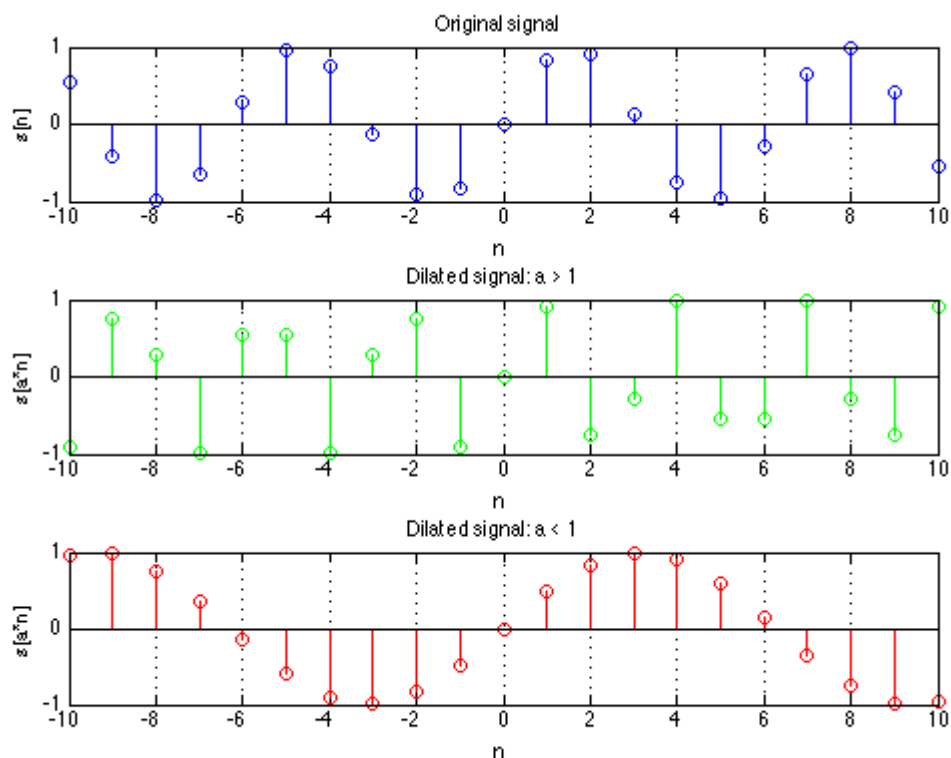 Original signal
1
0
-1
s[n]
-10 -8 -6 -4 -2 0 2 4 6 8 10
n
Dilated signal: a > 1
1
0
-1
s[a*n]
-10 -8 -6 -4 -2 0 2 4 6 8 10
n
Dilated signal: a < 1
1
0
-1
s[a*n]
-10 -8 -6 -4 -2 0 2 4 6 8 10
n